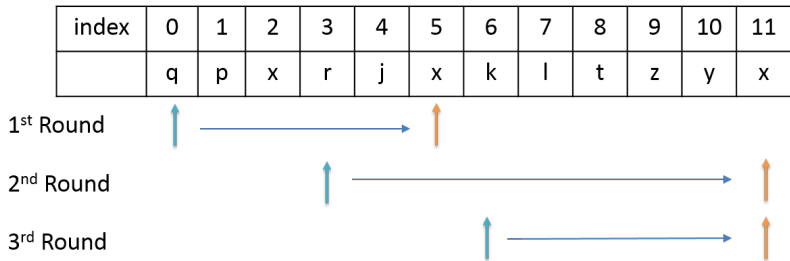 index 0 1 2 3 4 5 6 7 8 9 10 11
q p x r j x k l t z y x
1st Round
2nd Round
3rd Round